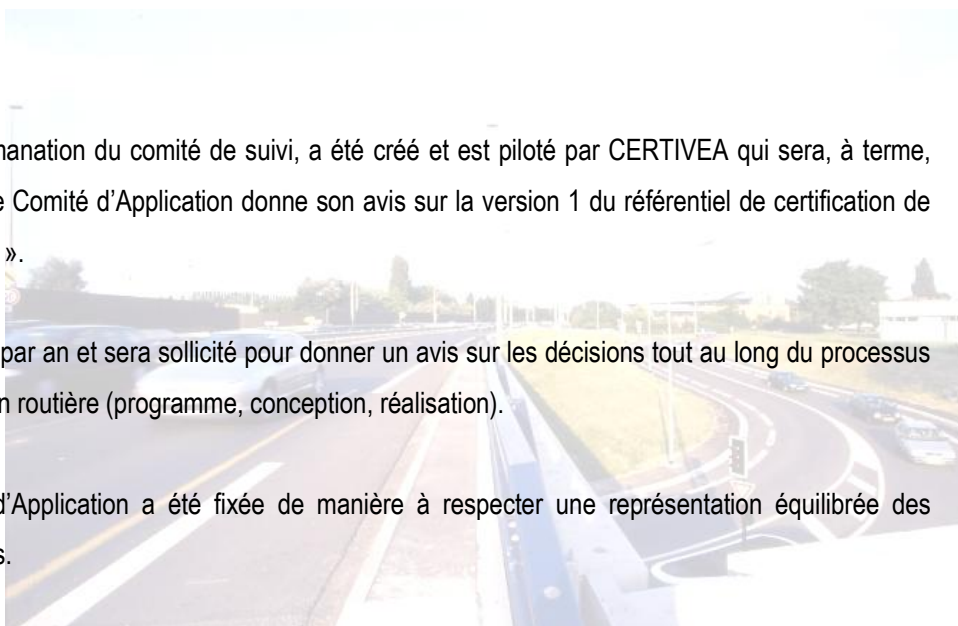 du comité de suivi, a été créé et est piloté par CERTIVEA qui sera, à terme,
Comité d’Application donne son avis sur la version 1 du référentiel de certification de
».
par an et sera sollicité pour donner un avis sur les décisions tout au long du processus
routière (programme, conception, réalisation).
d’Application a été fixée de manière à respecter une représentation équilibrée des